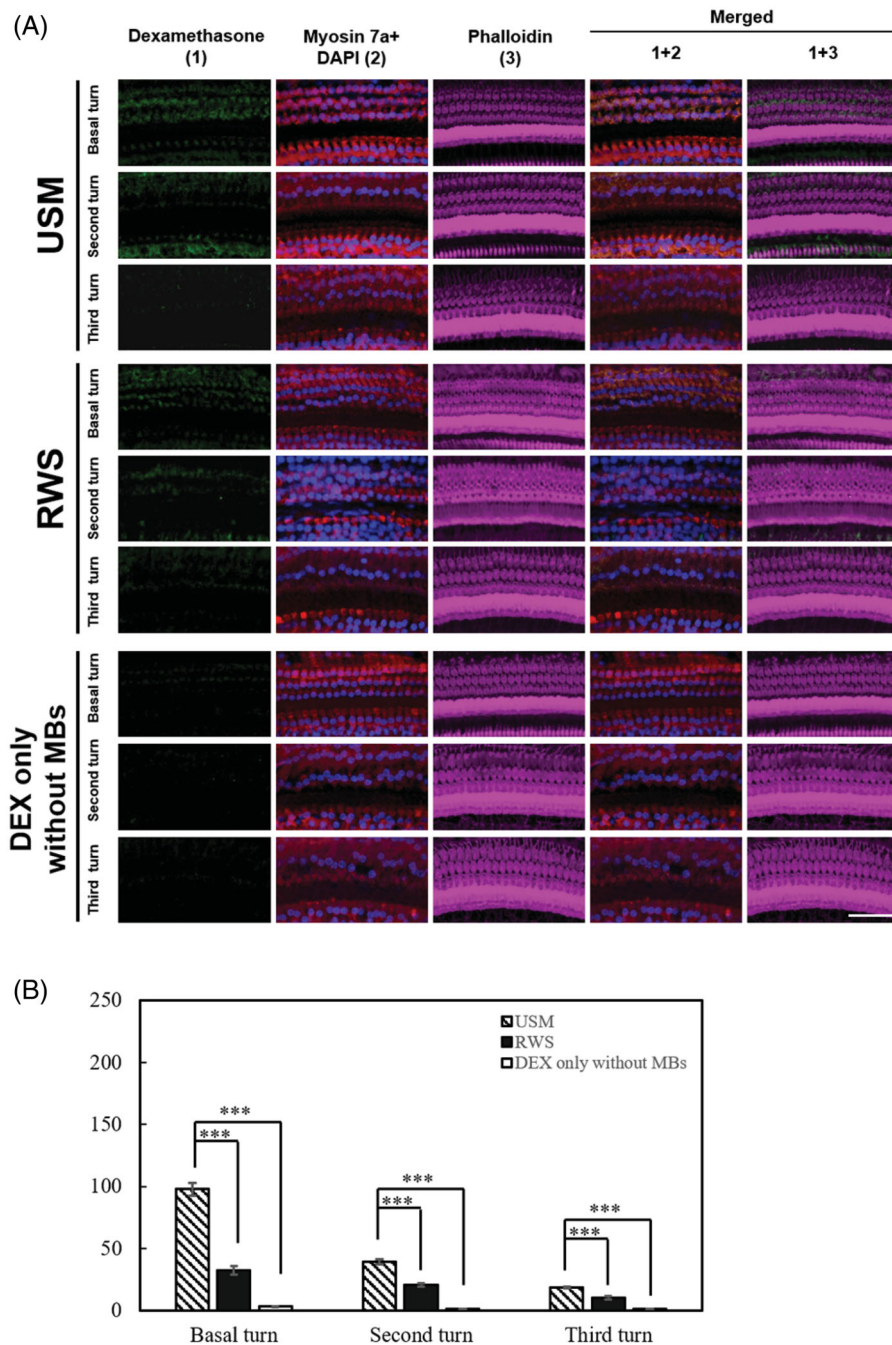 (A)
Merged
Dexamethasone
(1)
Myosin 7a+
DAPI (2)
Phalloidin
(3)
1+2
1+3
USM
Basal turn
Second turn
Third turn
RWS
Basal turn
Second turn
Third turn
DEX only
without MBs
Basal turn
Second turn
Third turn
(B)
250
200
150
100
50
0
USM
RWS
DEX only without MBs
***
***
***
***
***
***
Basal turn
Second turn
Third turn